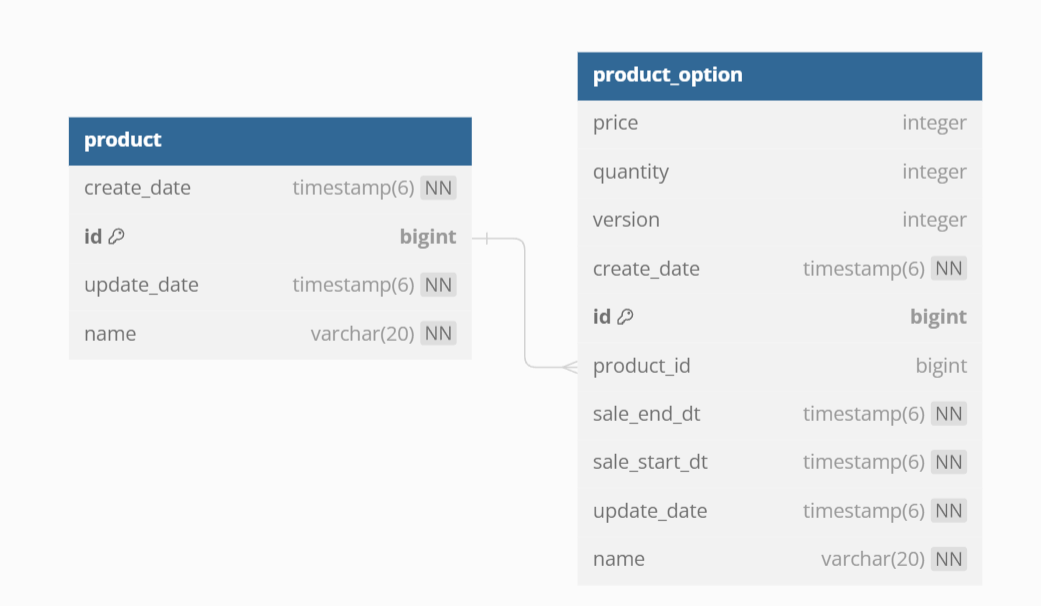 product
create_date timestamp(6) NN
id bigint
update_date timestamp(6) NN
name varchar(20) NN
product_option
price integer
quantity integer
version integer
create_date timestamp(6) NN
id bigint
product_id bigint
sale_end_dt timestamp(6) NN
sale_start_dt timestamp(6) NN
update_date timestamp(6) NN
name varchar(20) NN